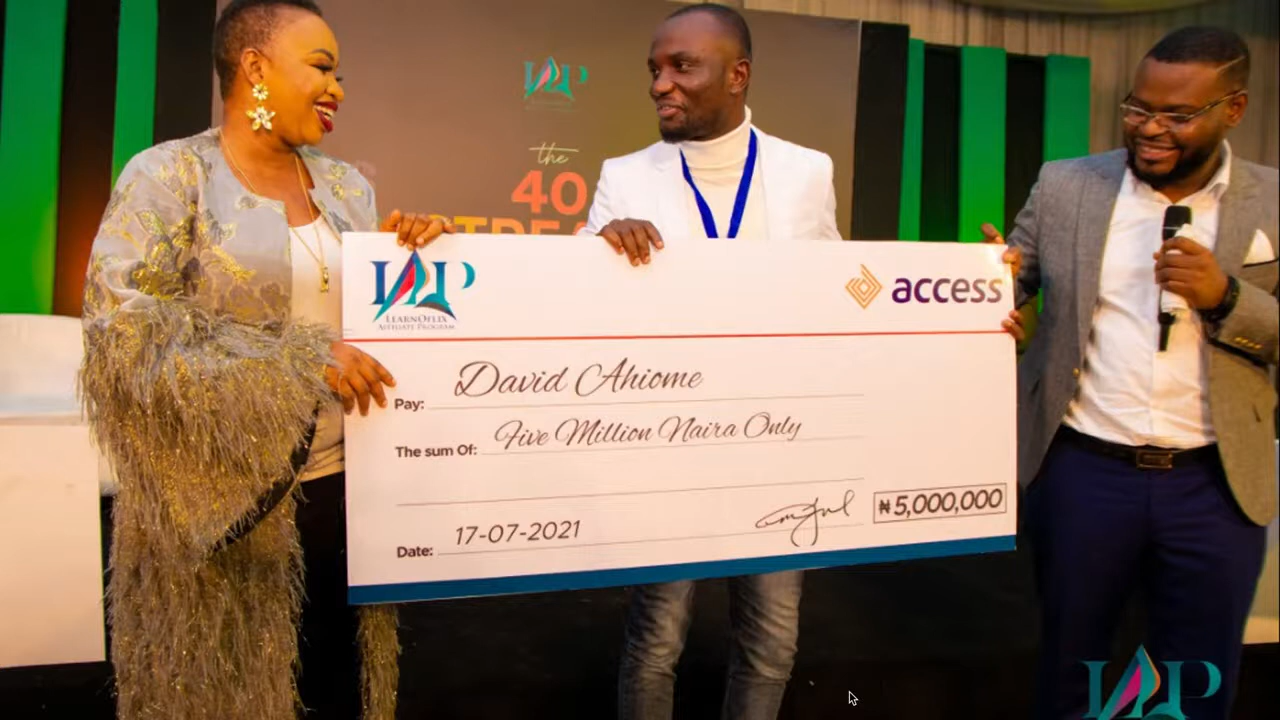 LAP
the
40
LAP
LEARNOFLIX
AFFILIATE PROGRAM
access
Pay: David Ahiome
The sum Of: Five Million Naira Only
₦5,000,000
Date: 17-07-2021
LAP